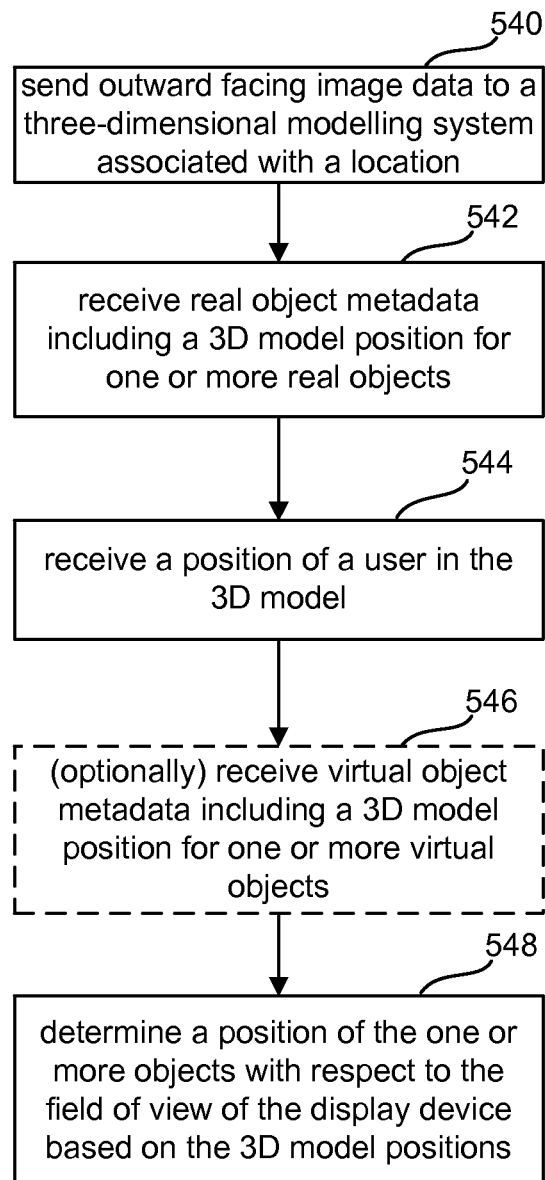 540
send outward facing image data to a
three-dimensional modelling system
associated with a location
542
receive real object metadata
including a 3D model position for
one or more real objects
544
receive a position of a user in the
3D model
546
(optionally) receive virtual object
metadata including a 3D model
position for one or more virtual
objects
548
determine a position of the one or
more objects with respect to the
field of view of the display device
based on the 3D model positions